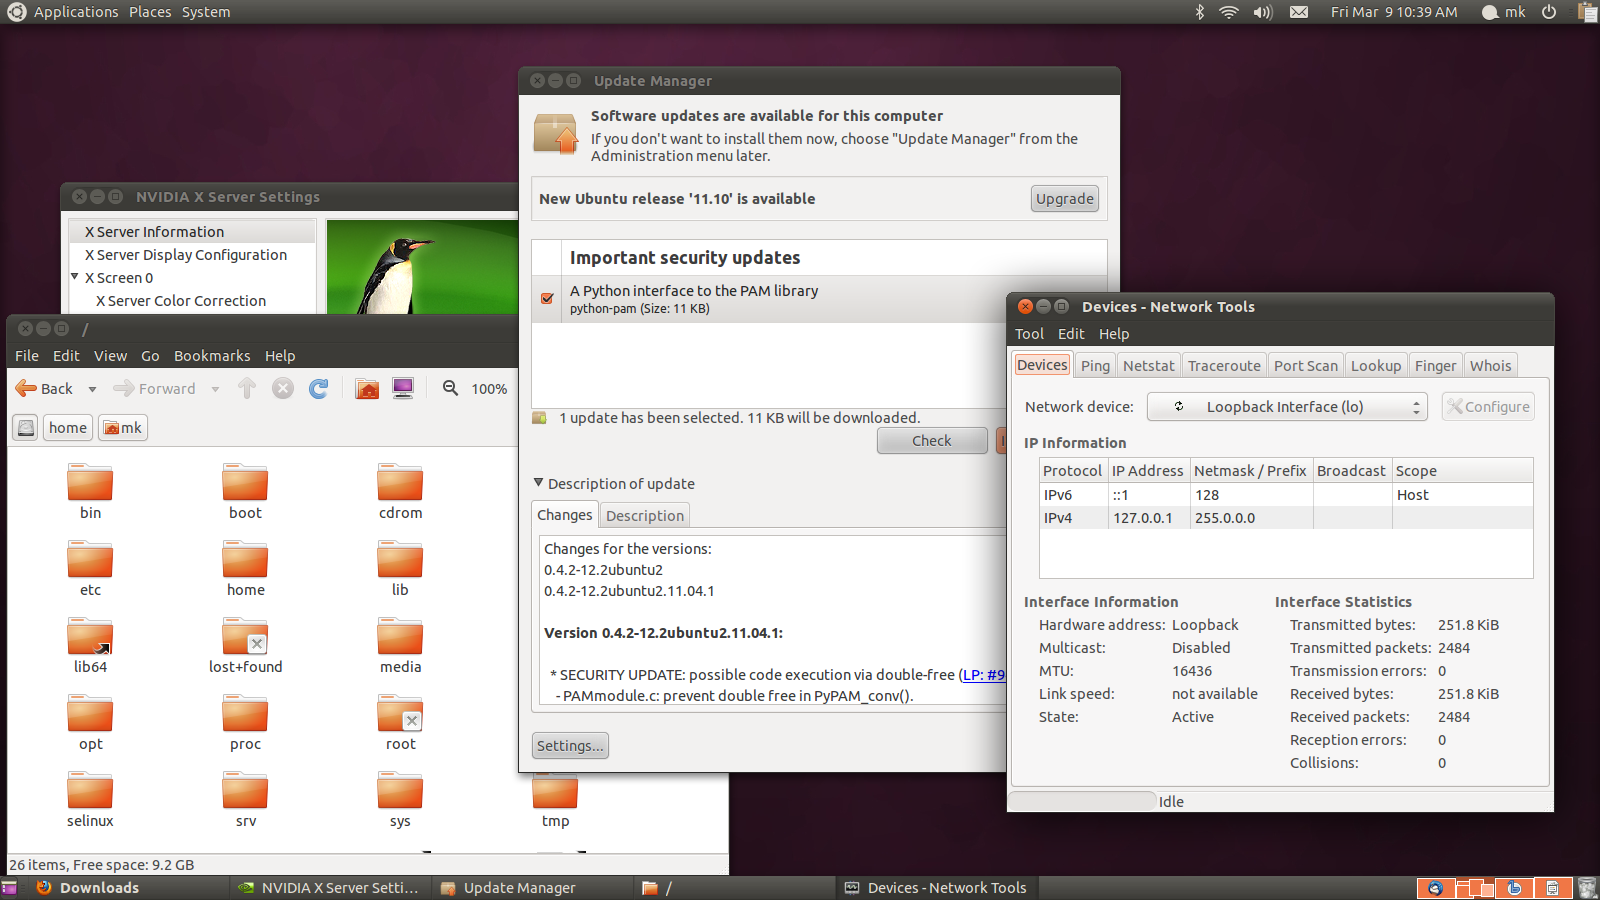 Applications Places System
Fri Mar 9 10:39 AM mk
Update Manager
Software updates are available for this computer
If you don't want to install them now, choose "Update Manager" from the
Administration menu later.
New Ubuntu release '11.10' is available
Upgrade
Important security updates
A Python interface to the PAM library
python-pam (Size: 11 KB)
1 update has been selected. 11 KB will be downloaded.
Check
Description of update
Changes Description
Changes for the versions:
0.4.2-12.2ubuntu2
0.4.2-12.2ubuntu2.11.04.1
Version 0.4.2-12.2ubuntu2.11.04.1:
* SECURITY UPDATE: possible code execution via double-free (LP: #9
- PAMmodule.c: prevent double free in PyPAM_conv().
Settings...
NVIDIA X Server Settings
X Server Information
X Server Display Configuration
X Screen 0
X Server Color Correction
/
File Edit View Go Bookmarks Help
Back Forward 100%
home mk
bin boot cdrom
etc home lib
lib64 lost+found media
opt proc root
selinux srv sys tmp
26 items, Free space: 9.2 GB
Devices - Network Tools
Tool Edit Help
Devices Ping Netstat Traceroute Port Scan Lookup Finger Whois
Network device: Loopback Interface (lo) Configure
IP Information
Protocol IP Address Netmask / Prefix Broadcast Scope
IPv6 ::1 128 Host
IPv4 127.0.0.1 255.0.0.0
Interface Information
Hardware address: Loopback
Multicast: Disabled
MTU: 16436
Link speed: not available
State: Active
Interface Statistics
Transmitted bytes: 251.8 KiB
Transmitted packets: 2484
Transmission errors: 0
Received bytes: 251.8 KiB
Received packets: 2484
Reception errors: 0
Collisions: 0
Idle
Downloads NVIDIA X Server Setti... Update Manager / Devices - Network Tools